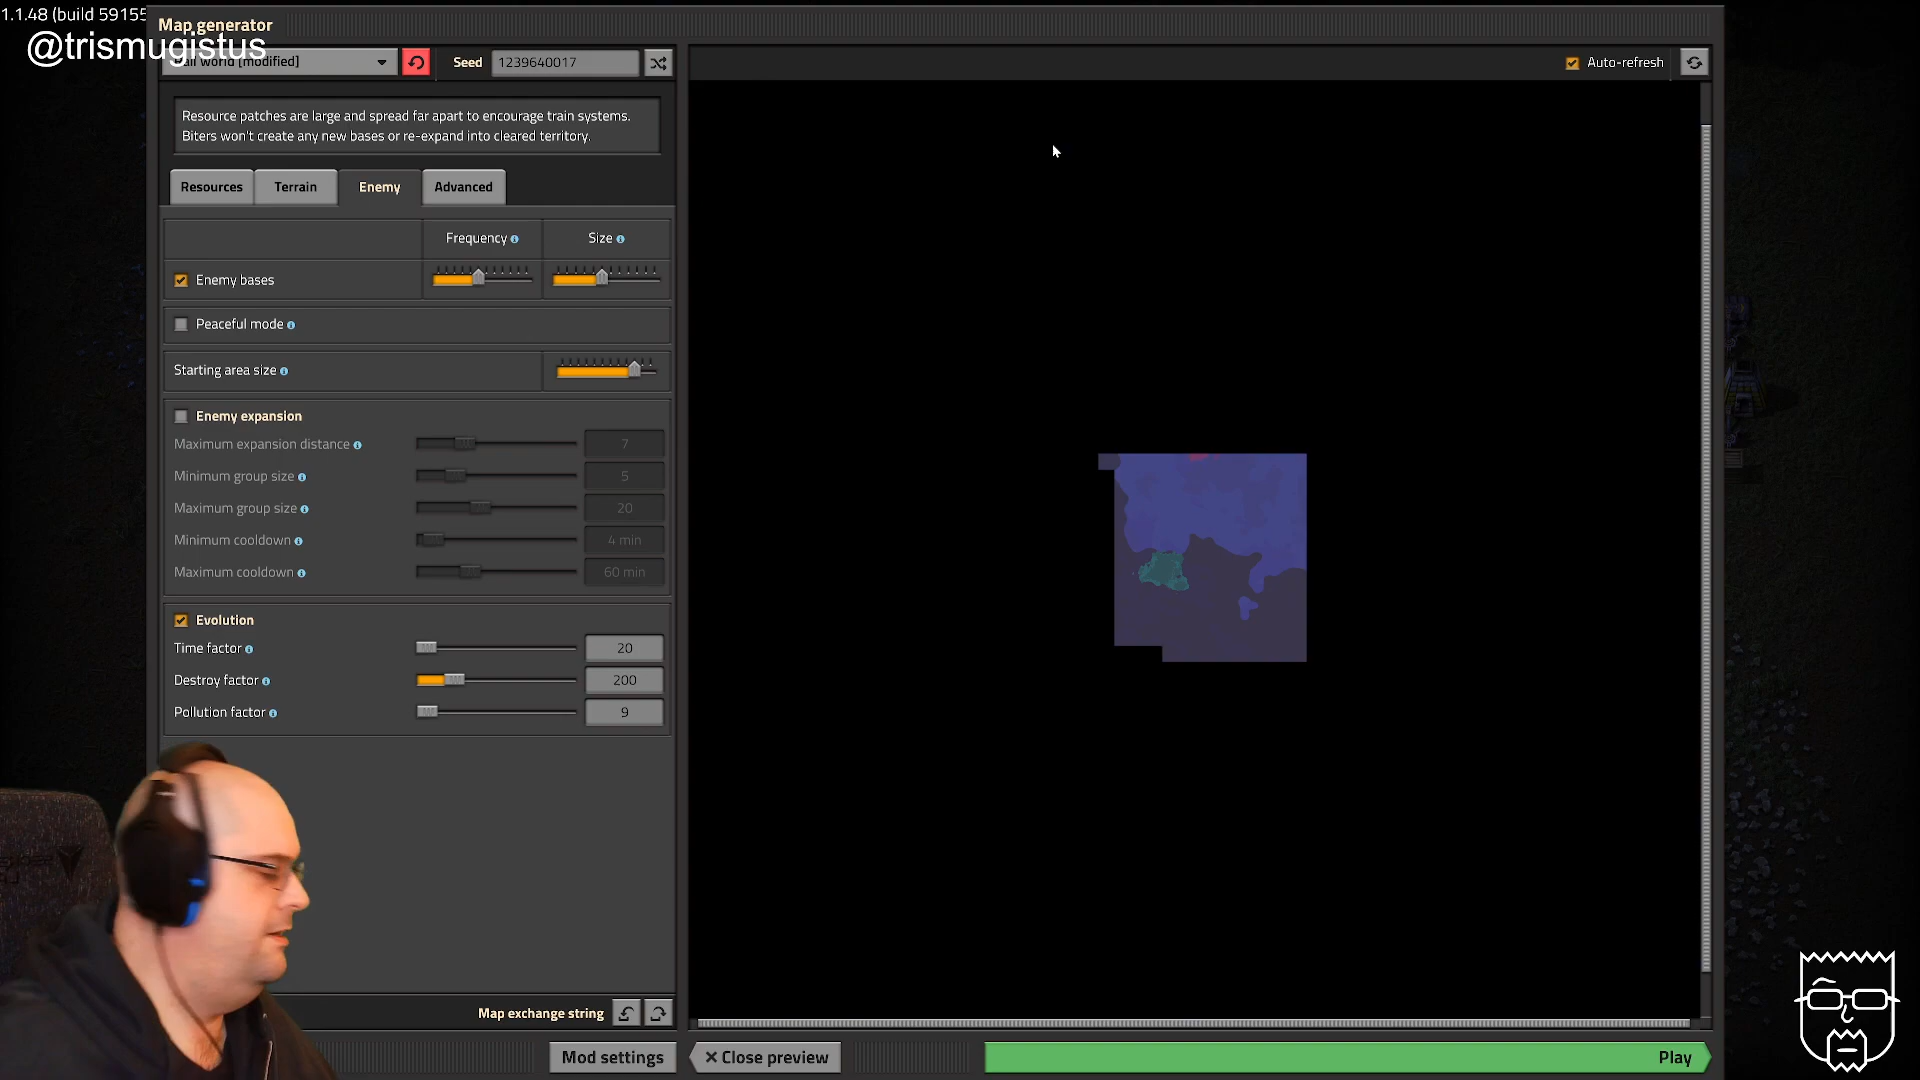 1.1.48 (build 59155
Map generator
@trismugistus
world [modified]
Seed
1239640017
Auto-refresh
Resource patches are large and spread far apart to encourage train systems.
Biters won't create any new bases or re-expand into cleared territory.
Resources
Terrain
Enemy
Advanced
Frequency
Size
Enemy bases
Peaceful mode
Starting area size
Enemy expansion
Maximum expansion distance
7
Minimum group size
5
Maximum group size
20
Minimum cooldown
4 min
Maximum cooldown
60 min
Evolution
Time factor
20
Destroy factor
200
Pollution factor
9
Map exchange string
Mod settings
Close preview
Play